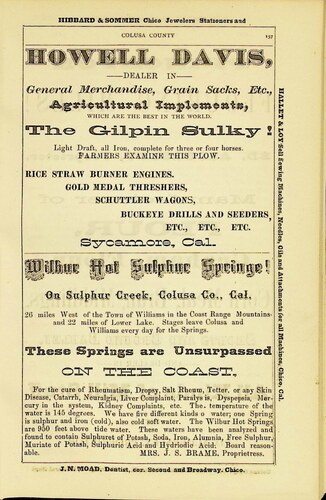 HIBBARD & SOMMER Chico Jewelers Stationers and
COLUSA COUNTY
197
HOWELL DAVIS,
DEALER IN
General Merchandise, Grain Sacks, Etc.,
Agricultural Implements,
WHICH ARE THE BEST IN THE WORLD.
The Gilpin Sulky!
Light Draft, all Iron, complete for three or four horses.
FARMERS EXAMINE THIS PLOW.
RICE STRAW BURNER ENGINES.
GOLD MEDAL THRESHERS,
SCHUTTLER WAGONS,
BUCKEYE DRILLS AND SEEDERS,
ETC., ETC., ETC.
Sycamore, Cal.
Wilbur Hot Sulphur Springs!
On Sulphur Creek, Colusa Co., Cal.
26 miles West of the Town of Williams in the Coast Range Mountains
and 22 miles of Lower Lake. Stages leave Colusa and
Williams every day for the Springs.
These Springs are Unsurpassed
ON THE COAST.
For the cure of Rheumatism, Dropsy, Salt Rheum, Tetter, or any Skin
Disease, Catarrh, Neuralgia, Liver Complaint, Paralysis, Dyspepsia, Mer-
cury in the system, Kidney Complaints, etc. The temperature of the
water is 145 degrees. We have five different kinds of water; one Spring
is sulphur and iron (cold), also cold soft water. The Wilbur Hot Springs
are 950 feet above tide water. These waters have been analyzed and
found to contain Sulphuret of Potash, Soda, Iron, Alumnia, Free Sulphur,
Muriate of Potash, Sulphuric Acid and Hydriodic Acid. Board reason-
able. MRS. J. S. BRAME, Proprietress.
J. N. MOAD, Dentist, cor. Second and Broadway, Chico.
HALLET & LOY Sell Sewing Machines, Needles, Oils and Attachments for all Machines, Chico, Cal.